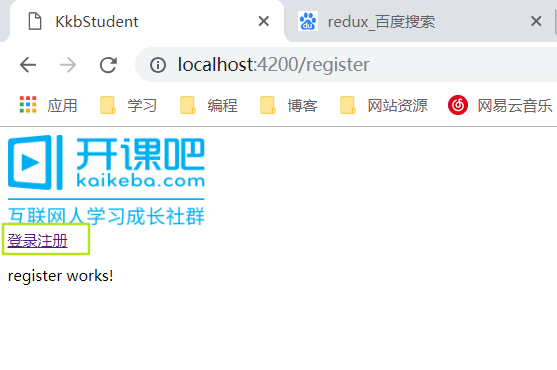 KkbStudent
redux_百度搜索
localhost:4200/register
应用 学习 编程 博客 网站资源 网易云音乐
开课吧
kaikeba.com
互联网人学习成长社群
登录注册
register works!